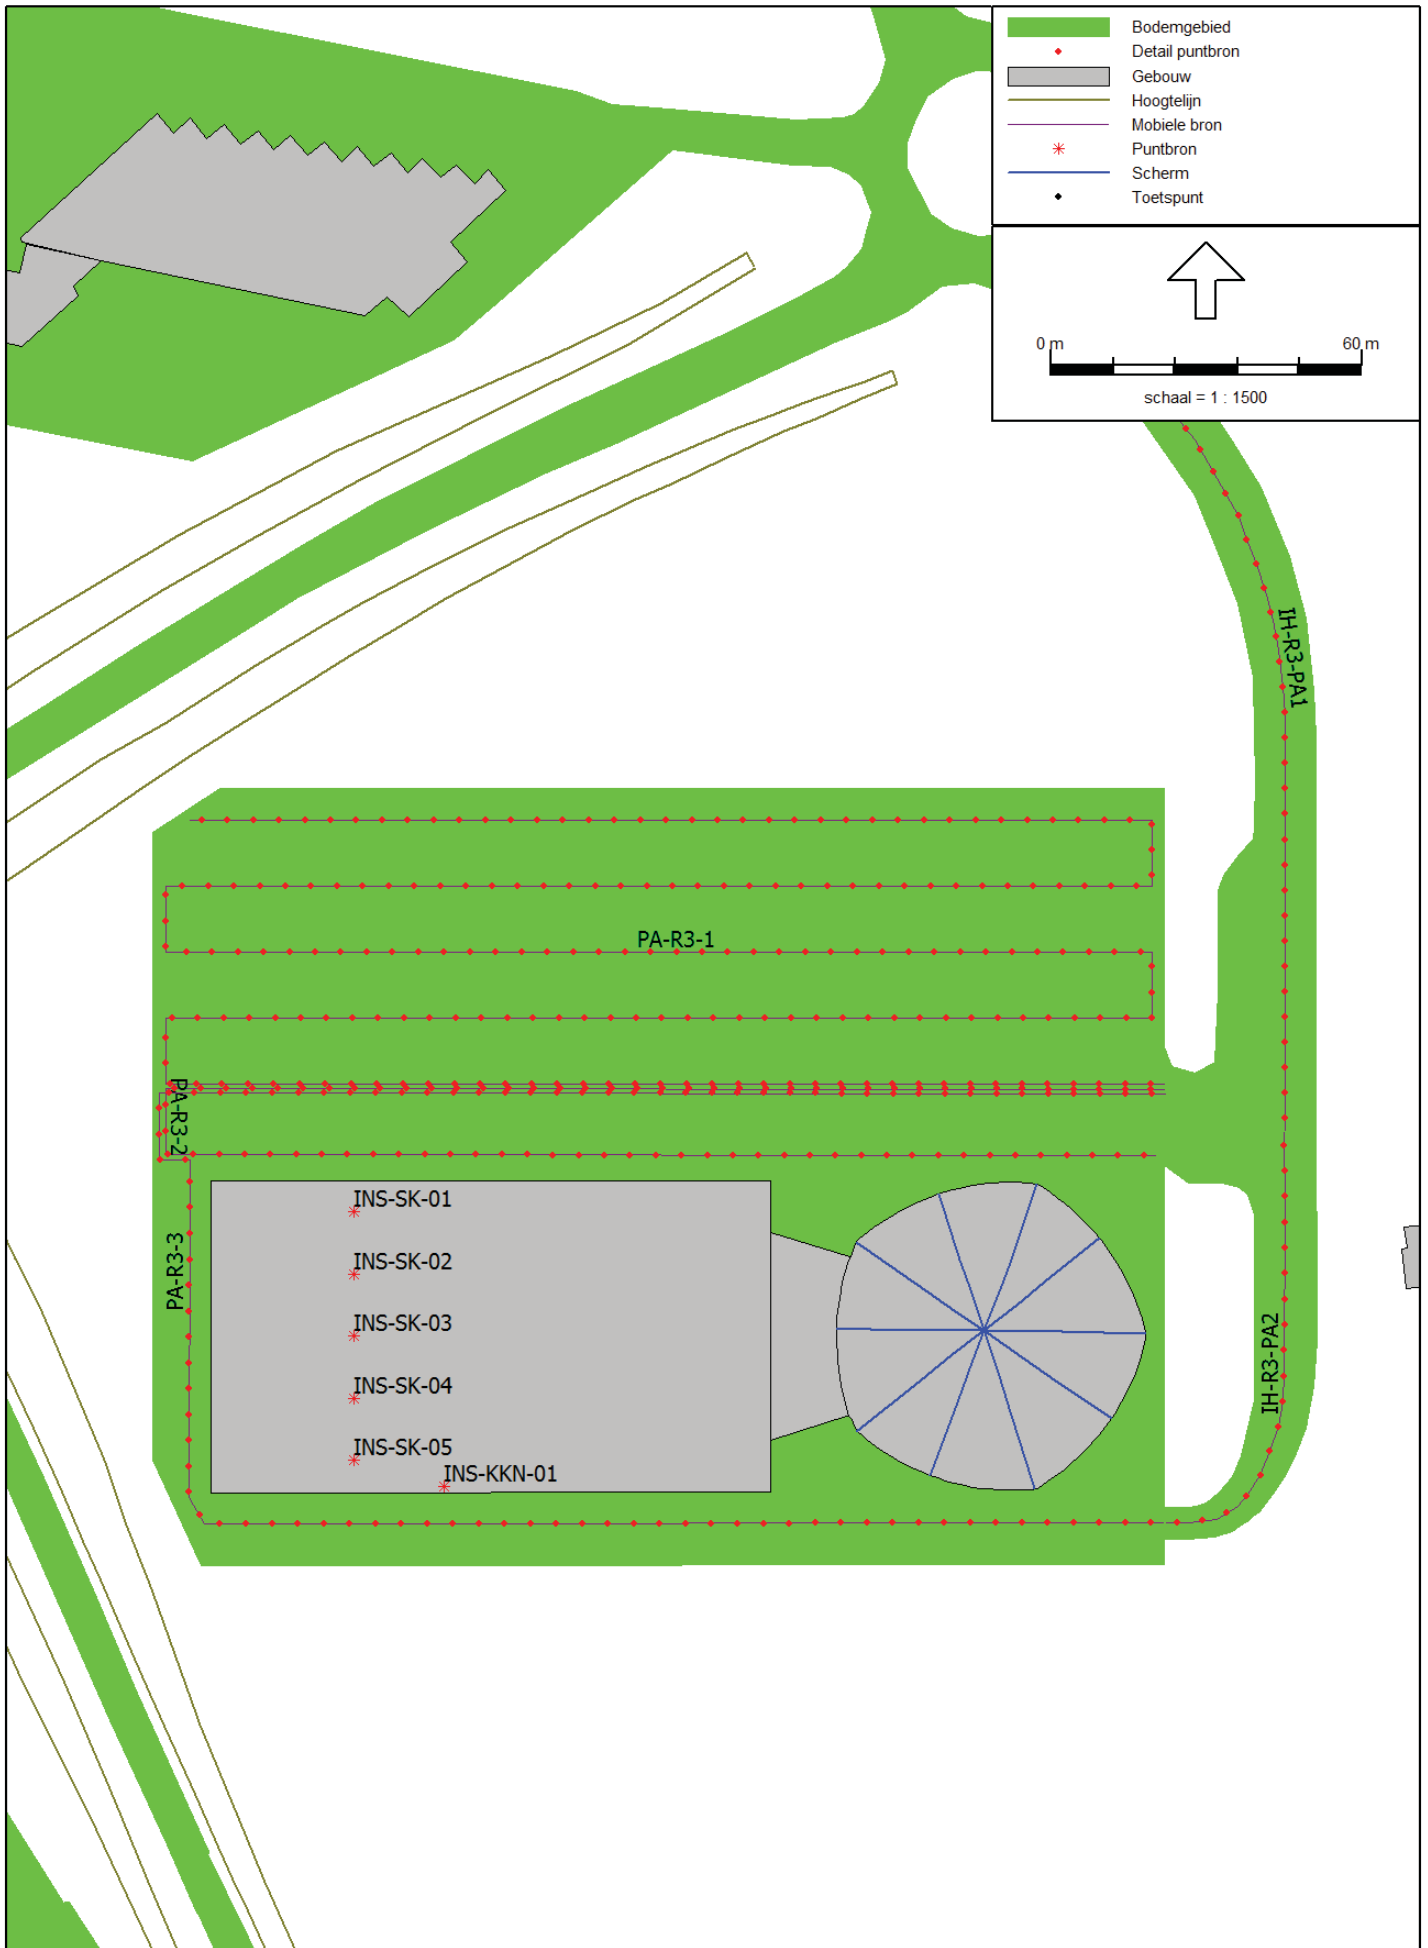 Bodemgebied
Detail puntbron
Gebouw
Hoogtelijn
Mobiele bron
Puntbron
Scherm
Toetspunt
0 m 60 m
schaal = 1 : 1500
IH-R3-PA1
PA-R3-1
PA-R3-2
PA-R3-3
INS-SK-01
INS-SK-02
INS-SK-03
INS-SK-04
INS-SK-05
INS-KKN-01
IH-R3-PA2